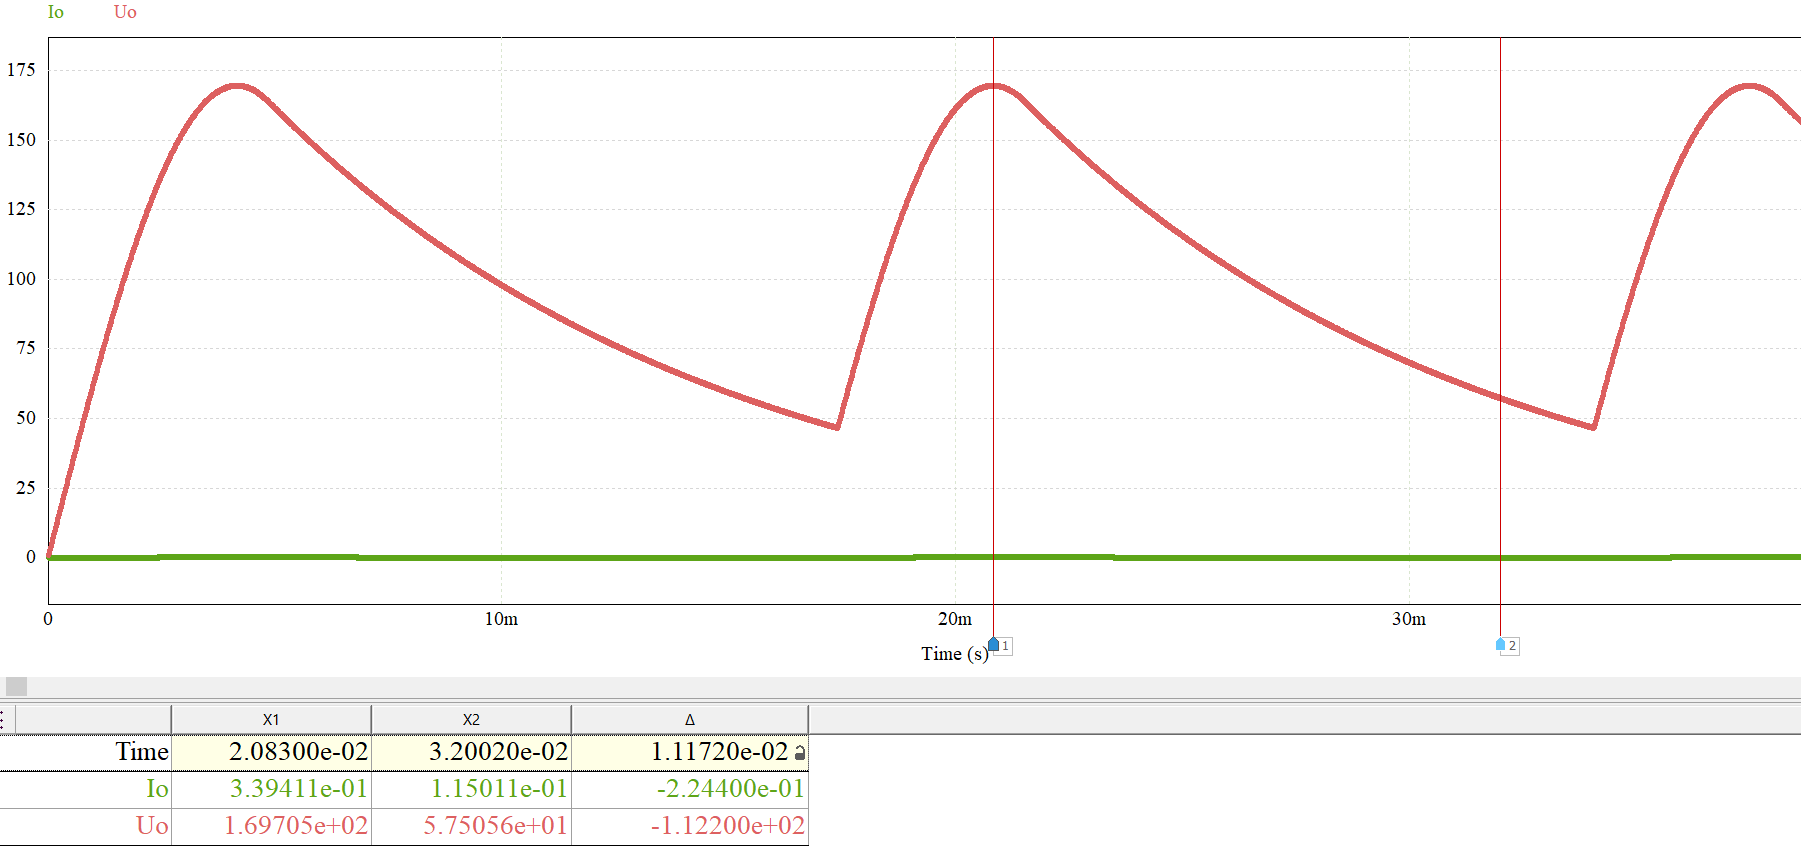 Io Uo
175
150
125
100
75
50
25
0
0 10m 20m 30m
Time (s) 1 2
X1 X2 Δ
Time 2.08300e-02 3.20020e-02 1.11720e-02
Io 3.39411e-01 1.15011e-01 -2.24400e-01
Uo 1.69705e+02 5.75056e+01 -1.12200e+02